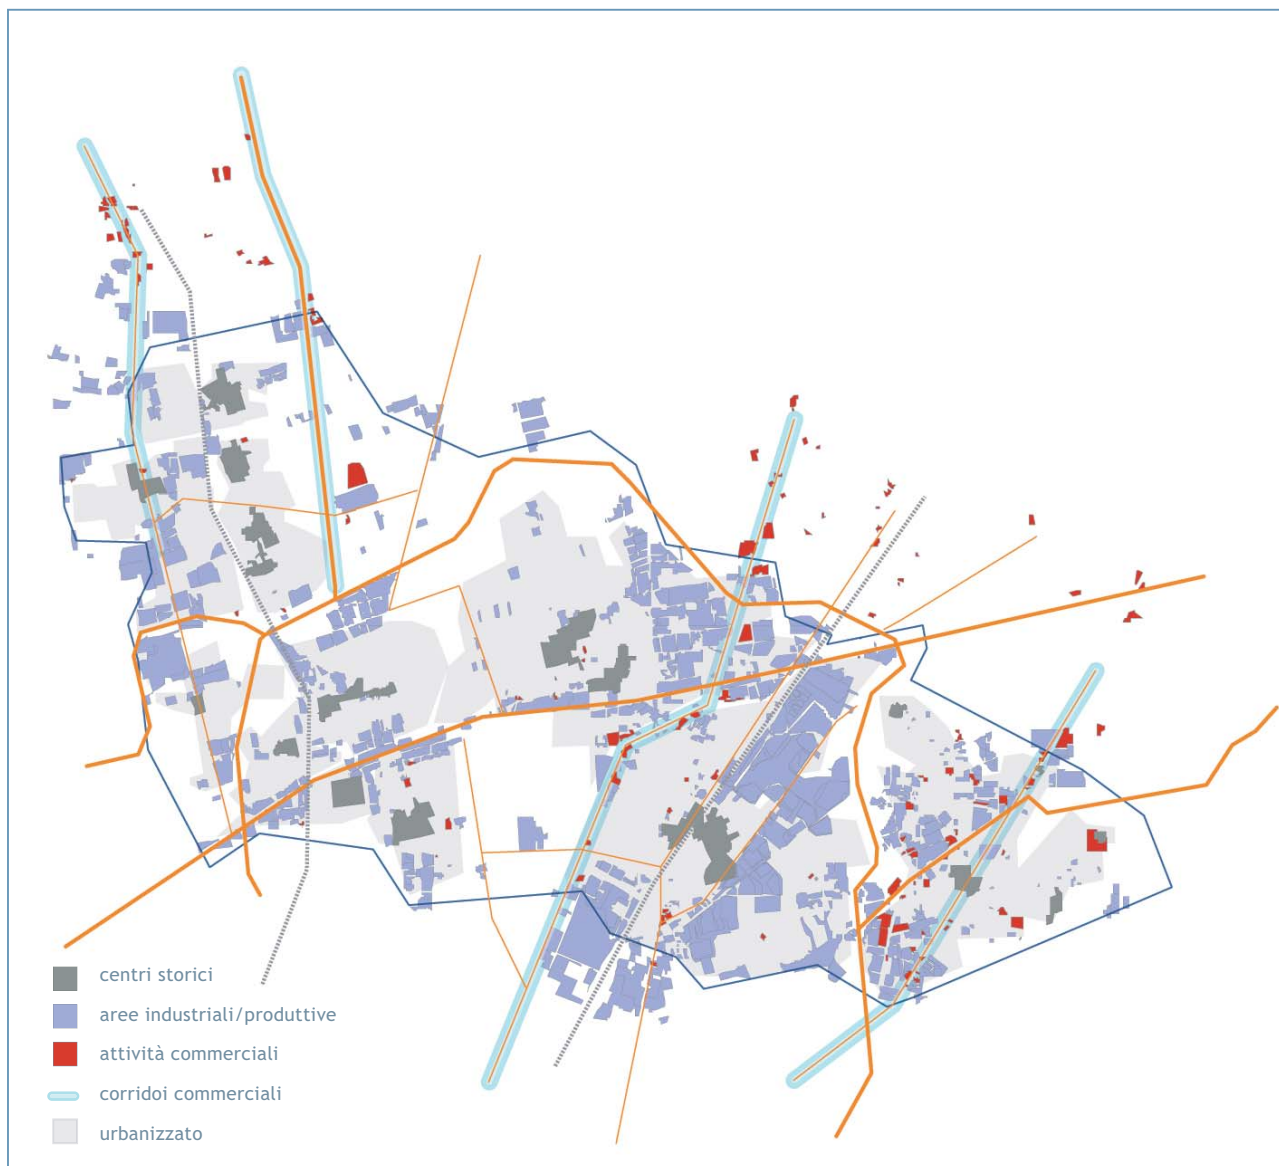 centri storici
aree industriali/produttive
attività commerciali
corridoi commerciali
urbanizzato